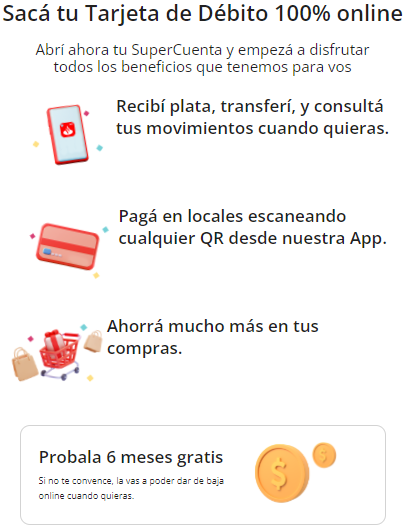 Sacá tu Tarjeta de Débito 100% online
Abrí ahora tu SuperCuenta y empezá a disfrutar
todos los beneficios que tenemos para vos
Recibí plata, transferí, y consultá
tus movimientos cuando quieras.
Pagá en locales escaneando
cualquier QR desde nuestra App.
Ahorrá mucho más en tus
compras.
Probala 6 meses gratis
Si no te convence, la vas a poder dar de baja
online cuando quieras.